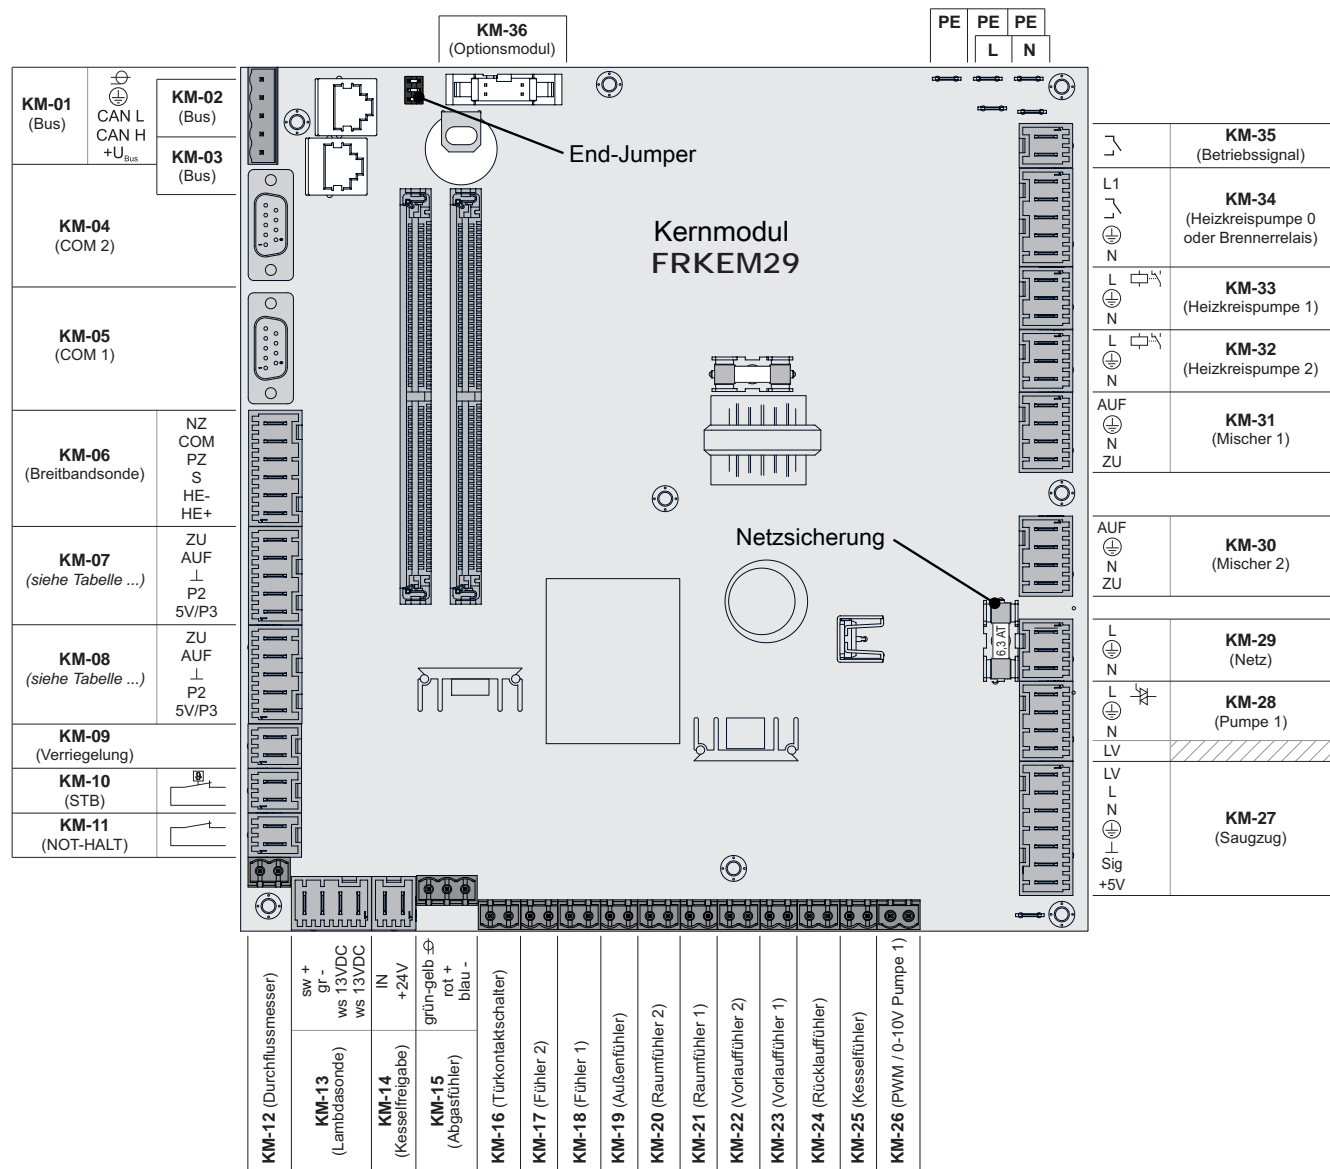 KM-36
(Optionsmodul)
PE PE PE
L N
KM-01
(Bus)
CAN L
CAN H
+UBus
KM-02
(Bus)
KM-03
(Bus)
KM-04
(COM 2)
KM-05
(COM 1)
KM-06
(Breitbandsonde)
NZ
COM
PZ
S
HE-
HE+
KM-07
(siehe Tabelle ...)
ZU
AUF
⊥
P2
5V/P3
KM-08
(siehe Tabelle ...)
ZU
AUF
⊥
P2
5V/P3
KM-09
(Verriegelung)
KM-10
(STB)
KM-11
(NOT-HALT)
End-Jumper
Kernmodul
FRKEM29
Netzsicherung
6,3 AT
KM-35
(Betriebssignal)
L1
N
KM-34
(Heizkreispumpe 0
oder Brennerrelais)
L
N
KM-33
(Heizkreispumpe 1)
L
N
KM-32
(Heizkreispumpe 2)
AUF
N
ZU
KM-31
(Mischer 1)
AUF
N
ZU
KM-30
(Mischer 2)
L
N
KM-29
(Netz)
L
N
LV
KM-28
(Pumpe 1)
LV
L
N
⊥
Sig
+5V
KM-27
(Saugzug)
KM-12 (Durchflussmesser)
sw +
gr -
ws 13VDC
ws 13VDC
KM-13
(Lambdasonde)
IN
+24V
KM-14
(Kesselfreigabe)
grün-gelb
rot +
blau -
KM-15
(Abgasfühler)
KM-16 (Türkontaktschalter)
KM-17 (Fühler 2)
KM-18 (Fühler 1)
KM-19 (Außenfühler)
KM-20 (Raumfühler 2)
KM-21 (Raumfühler 1)
KM-22 (Vorlauffühler 2)
KM-23 (Vorlauffühler 1)
KM-24 (Rücklauffühler)
KM-25 (Kesselfühler)
KM-26 (PWM / 0-10V Pumpe 1)